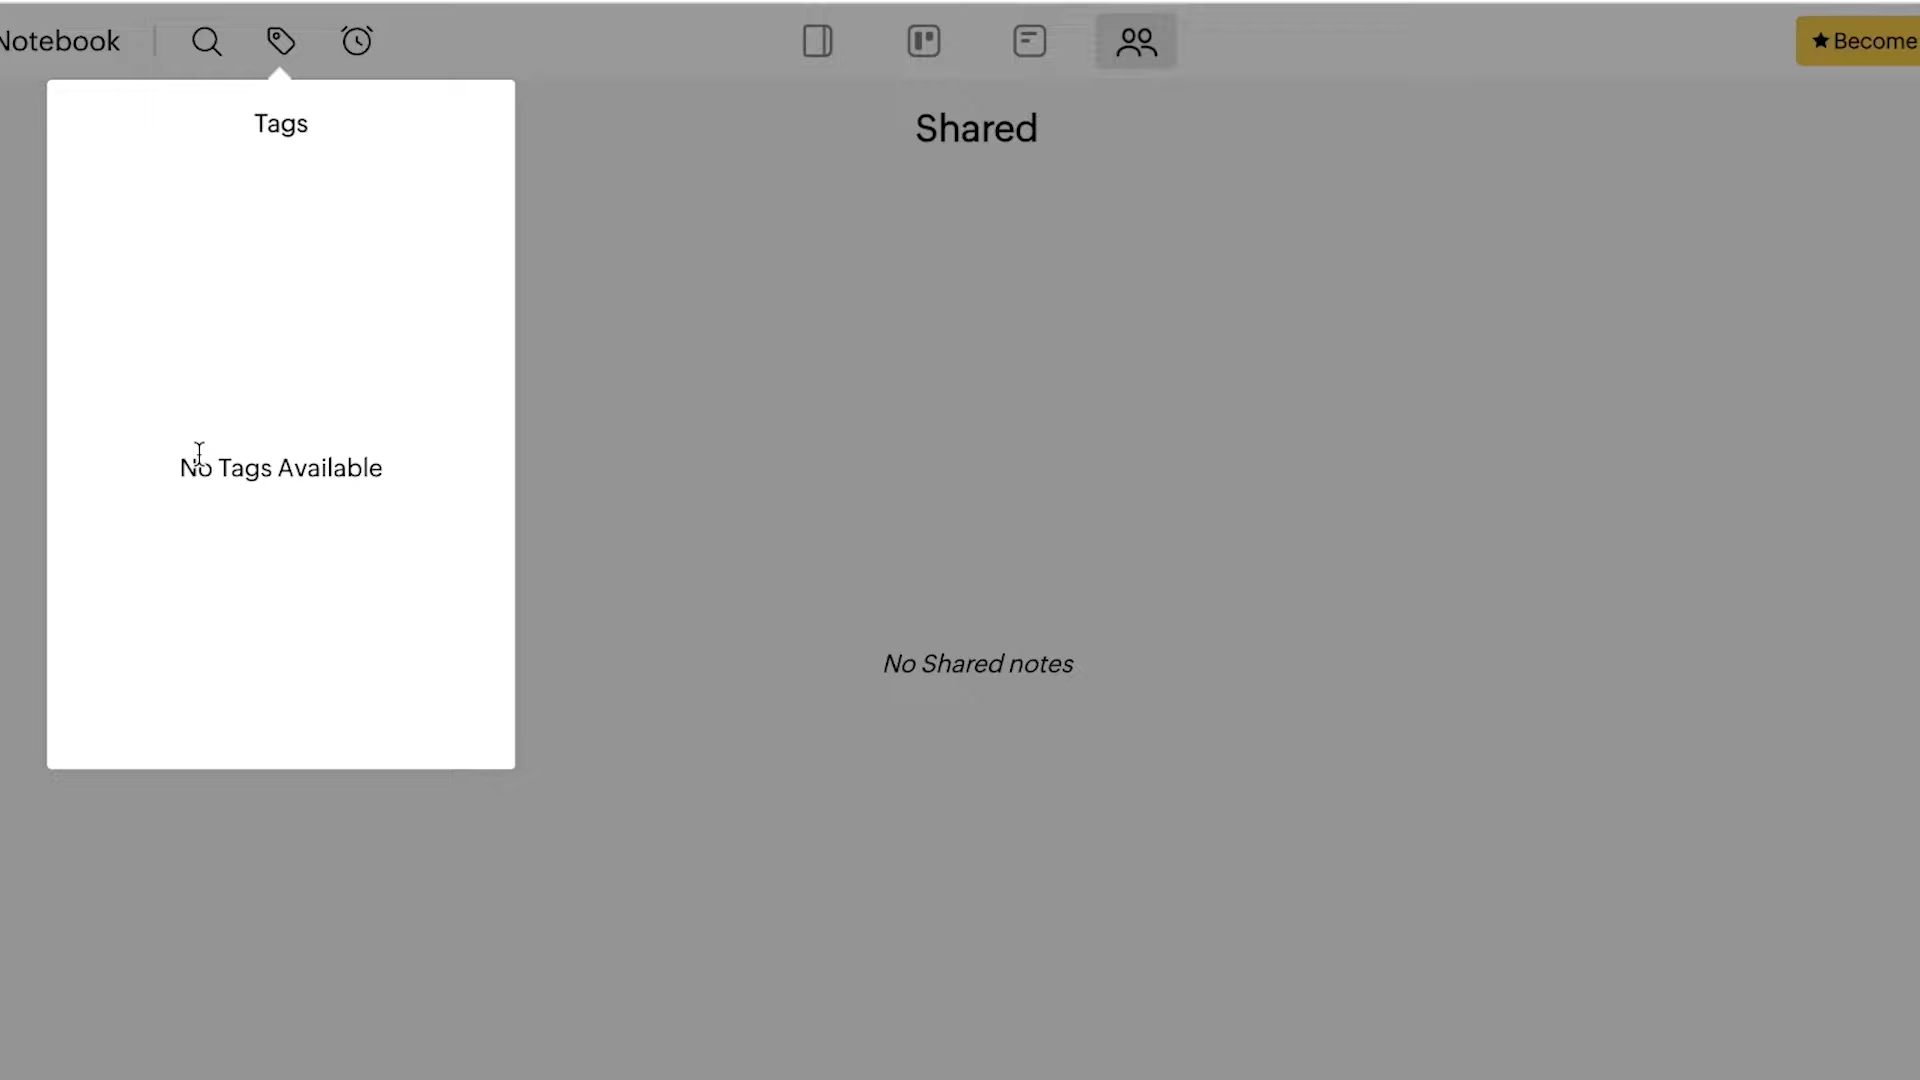 Notebook
Become
Tags
Shared
No Tags Available
No Shared notes